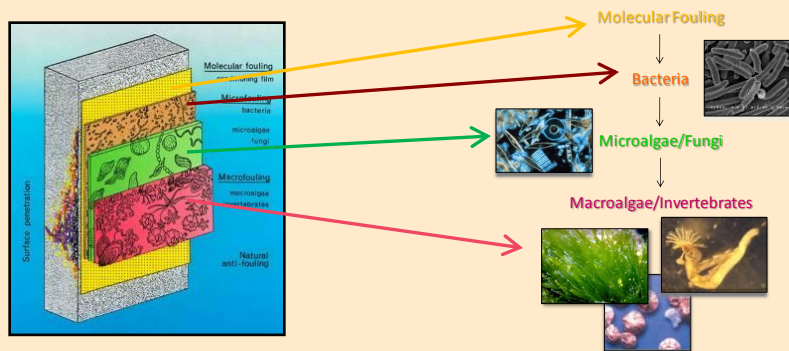 Molecular fouling
conditioning film
Microfouling
bacteria
microalgae
fungi
Macrofouling
macroalgae
invertebrates
Natural
anti-fouling
Surface penetration
Molecular Fouling
Bacteria
Microalgae/Fungi
Macroalgae/Invertebrates